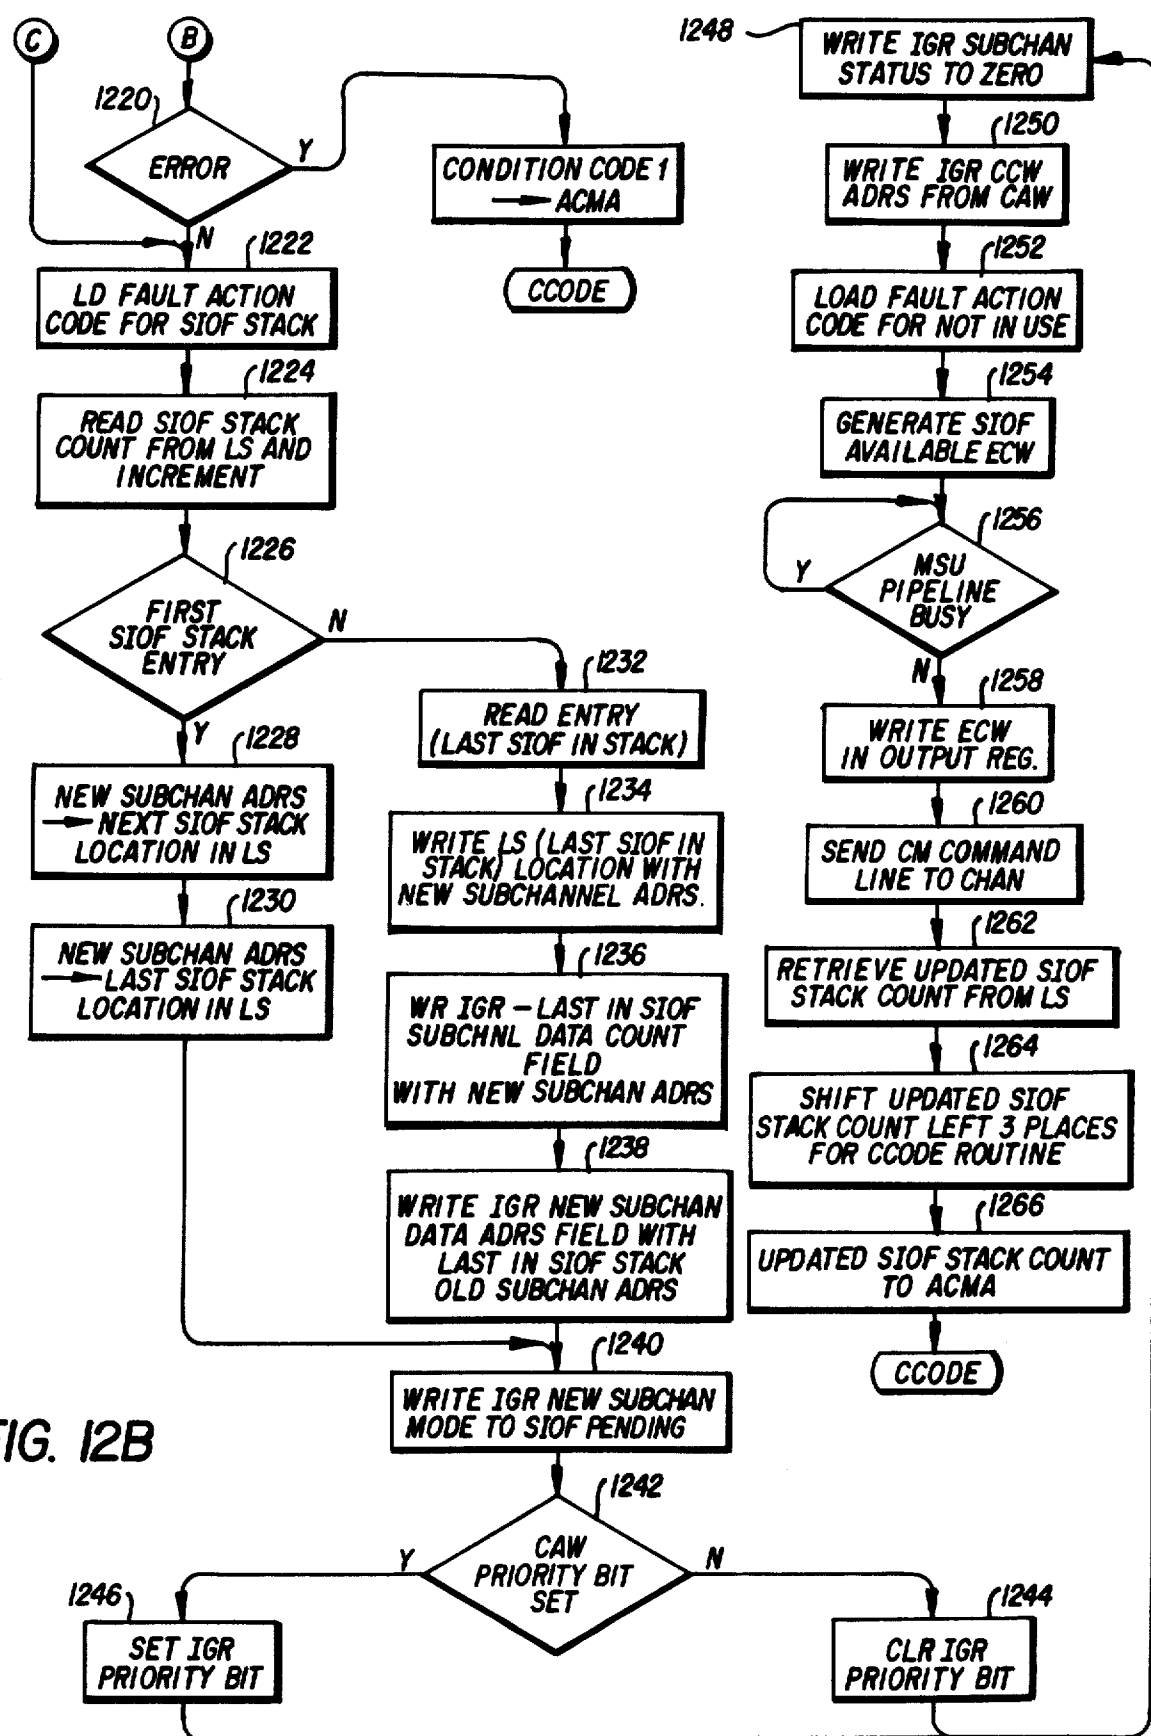 C
B
1220
ERROR
Y
N
CONDITION CODE 1
→ ACMA
CCODE
1222
LD FAULT ACTION
CODE FOR SIOF STACK
1224
READ SIOF STACK
COUNT FROM LS AND
INCREMENT
1226
FIRST
SIOF STACK
ENTRY
N
Y
1228
NEW SUBCHAN ADRS
→ NEXT SIOF STACK
LOCATION IN LS
1230
NEW SUBCHAN ADRS
→ LAST SIOF STACK
LOCATION IN LS
1232
READ ENTRY
(LAST SIOF IN STACK)
1234
WRITE LS (LAST SIOF IN
STACK) LOCATION WITH
NEW SUBCHANNEL ADRS.
1236
WR IGR - LAST IN SIOF
SUBCHNL DATA COUNT
FIELD
WITH NEW SUBCHAN ADRS
1238
WRITE IGR NEW SUBCHAN
DATA ADRS FIELD WITH
LAST IN SIOF STACK
OLD SUBCHAN ADRS
1240
WRITE IGR NEW SUBCHAN
MODE TO SIOF PENDING
1242
CAW
PRIORITY BIT
SET
Y
N
1246
SET IGR
PRIORITY BIT
1244
CLR IGR
PRIORITY BIT
1248
WRITE IGR SUBCHAN
STATUS TO ZERO
1250
WRITE IGR CCW
ADRS FROM CAW
1252
LOAD FAULT ACTION
CODE FOR NOT IN USE
1254
GENERATE SIOF
AVAILABLE ECW
1256
MSU
PIPELINE
BUSY
Y
N
1258
WRITE ECW
IN OUTPUT REG.
1260
SEND CM COMMAND
LINE TO CHAN
1262
RETRIEVE UPDATED SIOF
STACK COUNT FROM LS
1264
SHIFT UPDATED SIOF
STACK COUNT LEFT 3 PLACES
FOR CCODE ROUTINE
1266
UPDATED SIOF STACK COUNT
TO ACMA
CCODE
FIG. 12B